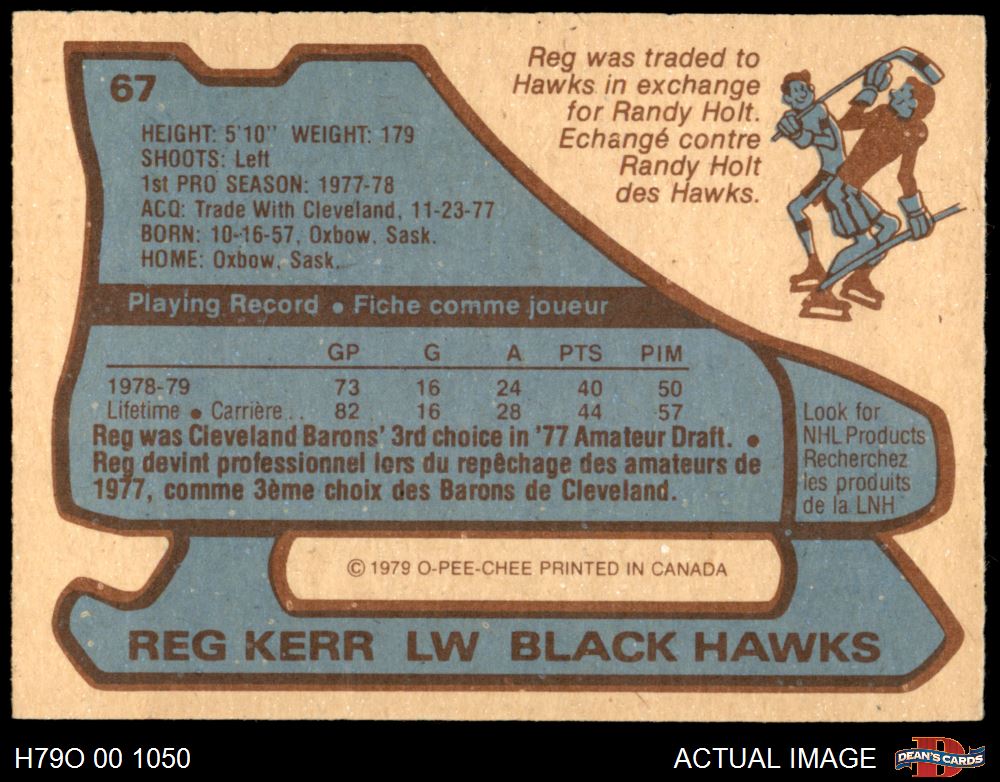 67
Reg was traded to
Hawks in exchange
for Randy Holt.
Echangé contre
Randy Holt
des Hawks.
HEIGHT: 5'10" WEIGHT: 179
SHOOTS: Left
1st PRO SEASON: 1977-78
ACQ: Trade With Cleveland, 11-23-77
BORN: 10-16-57, Oxbow, Sask.
HOME: Oxbow, Sask.
Playing Record • Fiche comme joueur
GP G A PTS PIM
1978-79 73 16 24 40 50
Lifetime • Carrière.. 82 16 28 44 57
Reg was Cleveland Barons' 3rd choice in '77 Amateur Draft. •
Reg devint professionnel lors du repêchage des amateurs de
1977, comme 3ème choix des Barons de Cleveland.
Look for
NHL Products
Recherchez
les produits
de la LNH
© 1979 O-PEE-CHEE PRINTED IN CANADA
REG KERR LW BLACK HAWKS
H79O 00 1050
ACTUAL IMAGE
D
DEAN'S CARDS